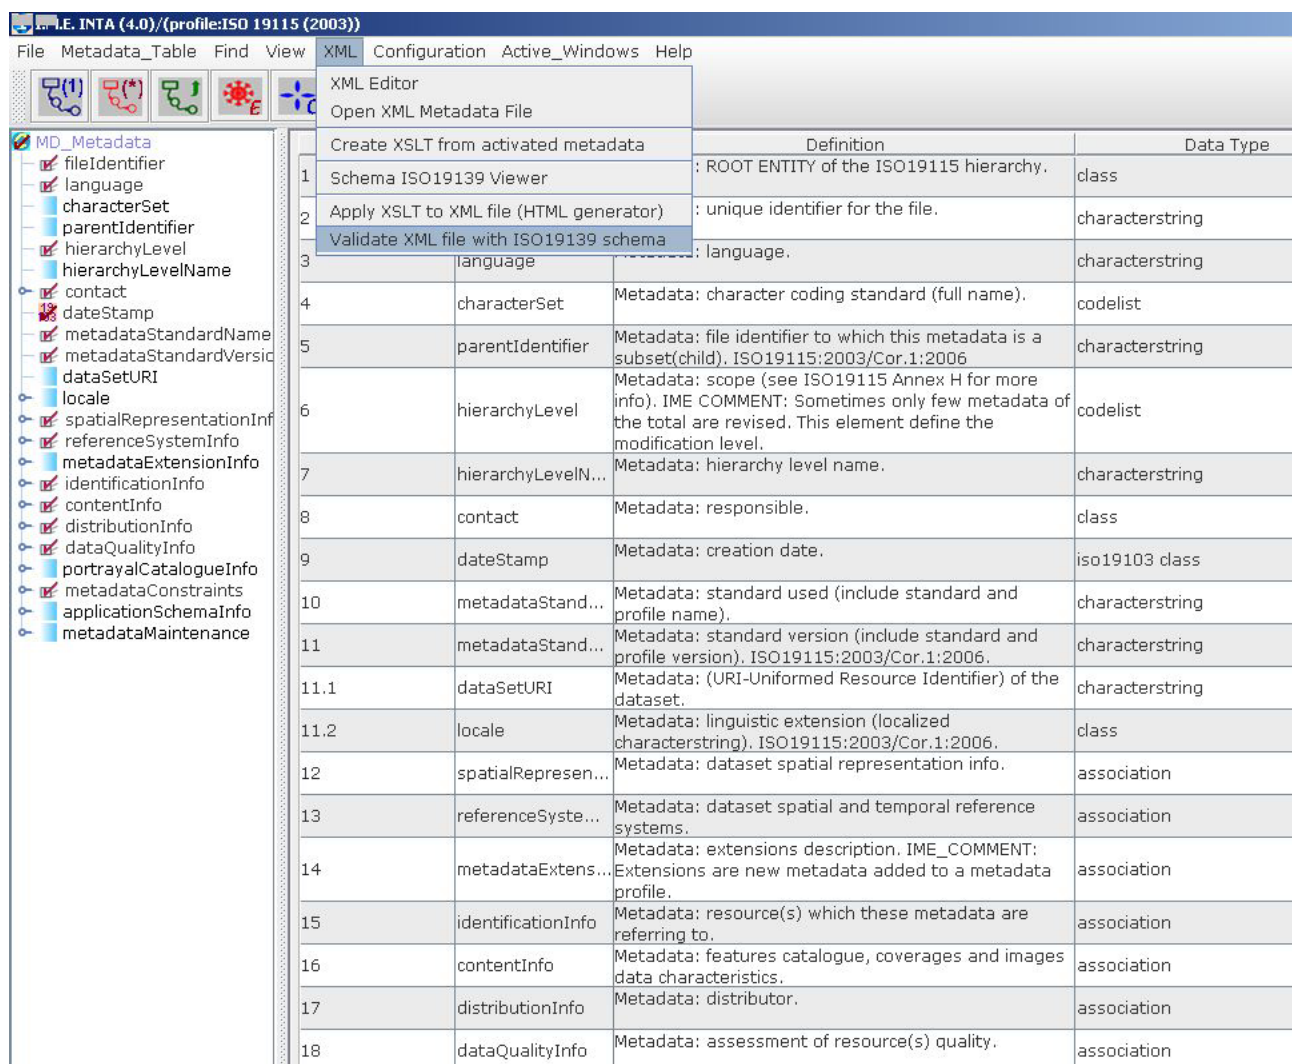 I.M.E. INTA (4.0)/(profile:ISO 19115 (2003))
File Metadata_Table Find View XML Configuration Active_Windows Help
XML Editor
Open XML Metadata File
Create XSLT from activated metadata
Schema ISO19139 Viewer
Apply XSLT to XML file (HTML generator)
Validate XML file with ISO19139 schema
(1)
(*)
E
MD_Metadata
fileIdentifier
language
characterSet
parentIdentifier
hierarchyLevel
hierarchyLevelName
contact
dateStamp
metadataStandardName
metadataStandardVersic
dataSetURI
locale
spatialRepresentationInf
referenceSystemInfo
metadataExtensionInfo
identificationInfo
contentInfo
distributionInfo
dataQualityInfo
portrayalCatalogueInfo
metadataConstraints
applicationSchemaInfo
metadataMaintenance
Definition Data Type
1 : ROOT ENTITY of the ISO19115 hierarchy. class
2 : unique identifier for the file. characterstring
3 language : language. characterstring
4 characterSet Metadata: character coding standard (full name). codelist
5 parentIdentifier Metadata: file identifier to which this metadata is a
subset(child). ISO19115:2003/Cor.1:2006 characterstring
6 hierarchyLevel Metadata: scope (see ISO19115 Annex H for more
info). IME COMMENT: Sometimes only few metadata of
the total are revised. This element define the
modification level. codelist
7 hierarchyLevelN... Metadata: hierarchy level name. characterstring
8 contact Metadata: responsible. class
9 dateStamp Metadata: creation date. iso19103 class
10 metadataStand... Metadata: standard used (include standard and
profile name). characterstring
11 metadataStand... Metadata: standard version (include standard and
profile version). ISO19115:2003/Cor.1:2006. characterstring
11.1 dataSetURI Metadata: (URI-Uniformed Resource Identifier) of the
dataset. characterstring
11.2 locale Metadata: linguistic extension (localized
characterstring). ISO19115:2003/Cor.1:2006. class
12 spatialRepresen... Metadata: dataset spatial representation info. association
13 referenceSyste... Metadata: dataset spatial and temporal reference
systems. association
14 metadataExtens... Metadata: extensions description. IME_COMMENT:
Extensions are new metadata added to a metadata
profile. association
15 identificationInfo Metadata: resource(s) which these metadata are
referring to. association
16 contentInfo Metadata: features catalogue, coverages and images
data characteristics. association
17 distributionInfo Metadata: distributor. association
18 dataQualityInfo Metadata: assessment of resource(s) quality. association